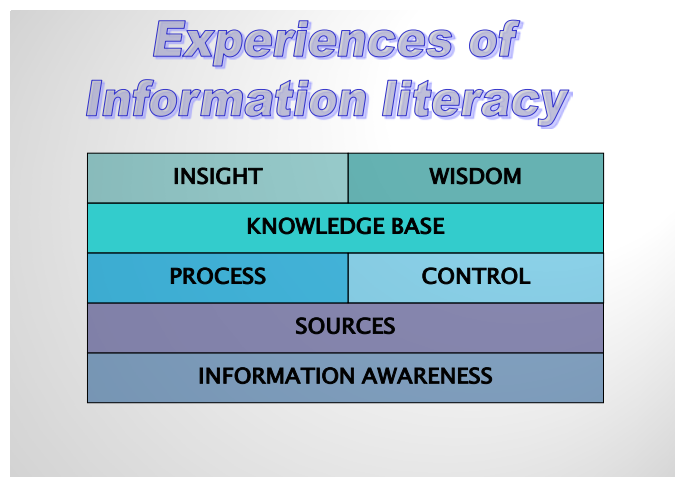 Experiences of
Information literacy
INSIGHT WISDOM
KNOWLEDGE BASE
PROCESS CONTROL
SOURCES
INFORMATION AWARENESS